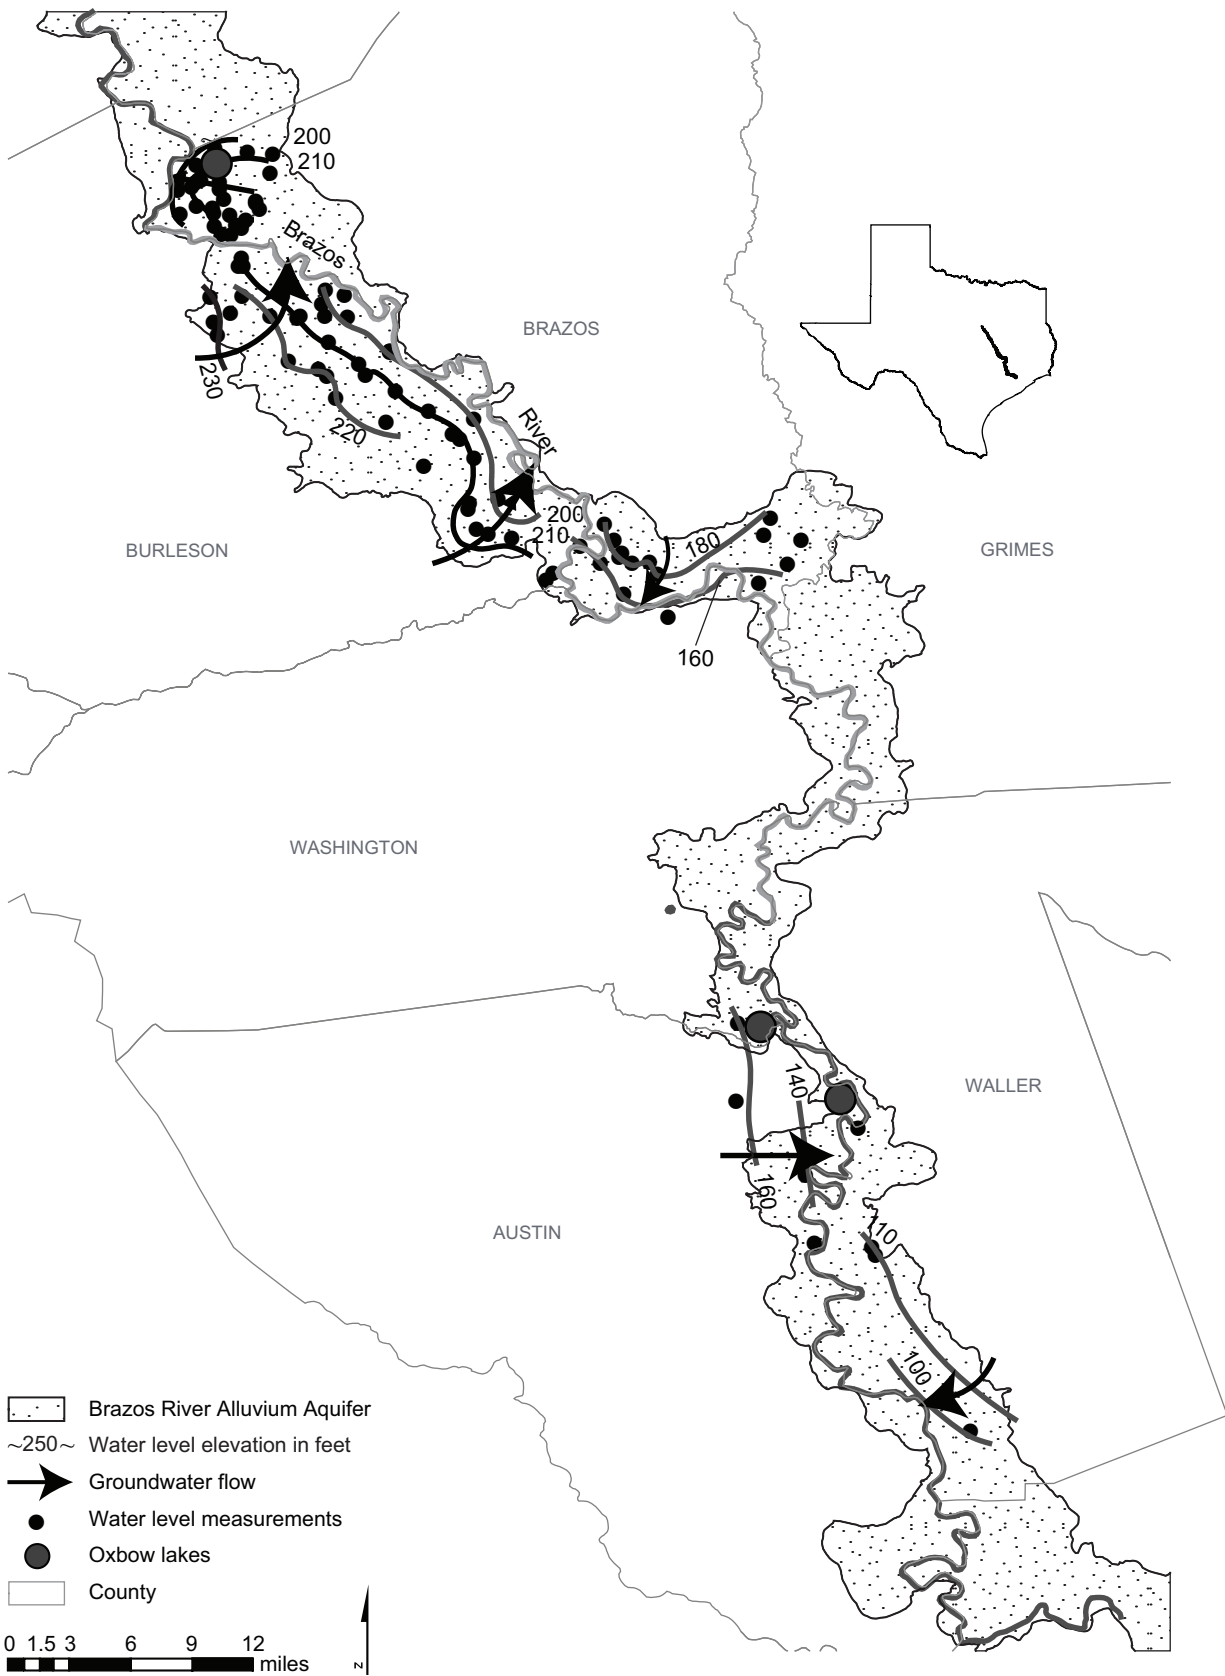 200
210
Brazos
BRAZOS
230
220
River
200
210
180
BURLESON
GRIMES
160
WASHINGTON
140
WALLER
160
AUSTIN
110
100
Brazos River Alluvium Aquifer
~250~ Water level elevation in feet
Groundwater flow
Water level measurements
Oxbow lakes
County
0 1.5 3 6 9 12
miles
z